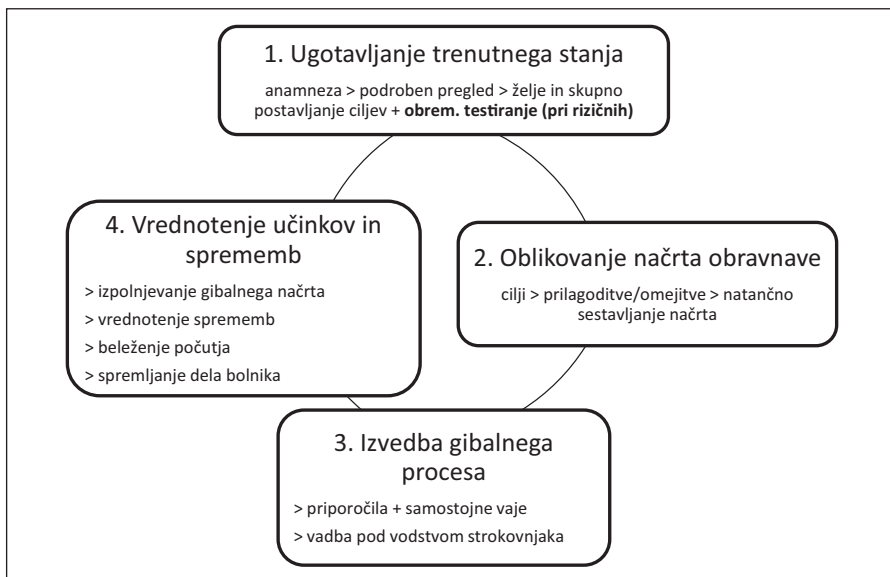 1. Ugotavljanje trenutnega stanja
anamneza > podroben pregled > želje in skupno
postavljanje ciljev + obrem. testiranje (pri rizičnih)
2. Oblikovanje načrta obravnave
cilji > prilagoditve/omejitve > natančno
sestavljanje načrta
3. Izvedba gibalnega
procesa
> priporočila + samostojne vaje
> vadba pod vodstvom strokovnjaka
4. Vrednotenje učinkov in
sprememb
> izpolnjevanje gibalnega načrta
> vrednotenje sprememb
> beleženje počutja
> spremljanje dela bolnika